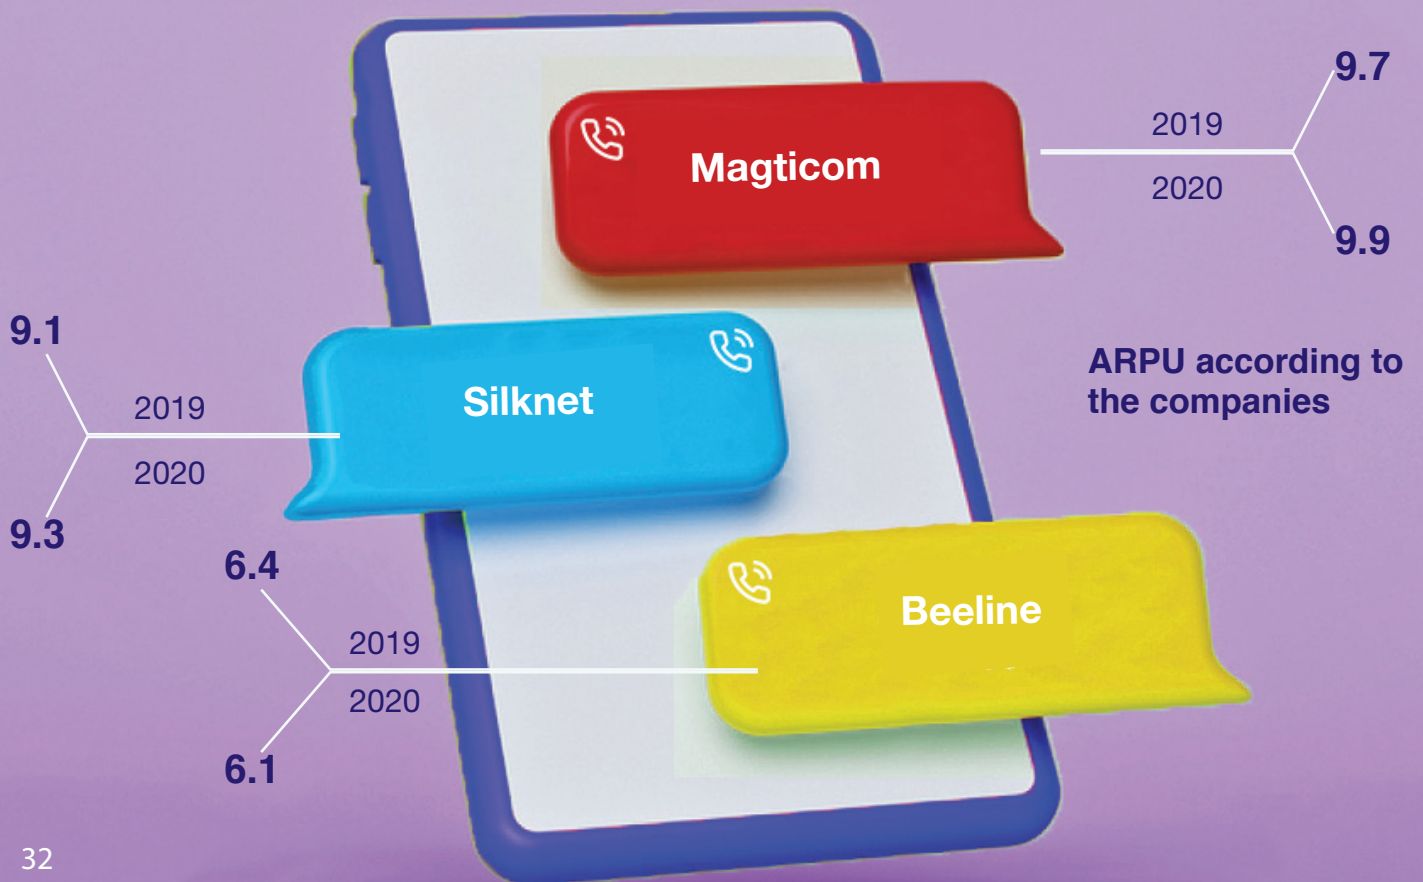 9.7
2019
Magticom
2020
9.9
9.1
ARPU according to
the companies
2019
Silknet
2020
9.3
6.4
Beeline
2019
2020
6.1
32